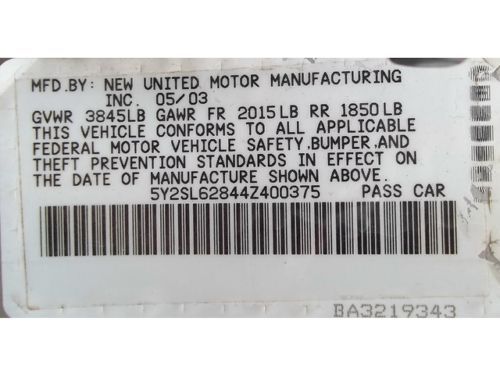 MFD.BY: NEW UNITED MOTOR MANUFACTURING
INC. 05/03
GVWR 3845LB GAWR FR 2015LB RR 1850LB
THIS VEHICLE CONFORMS TO ALL APPLICABLE
FEDERAL MOTOR VEHICLE SAFETY,BUMPER,AND
THEFT PREVENTION STANDARDS IN EFFECT ON
THE DATE OF MANUFACTURE SHOWN ABOVE.
5Y2SL62844Z400375 PASS CAR
BA3219343